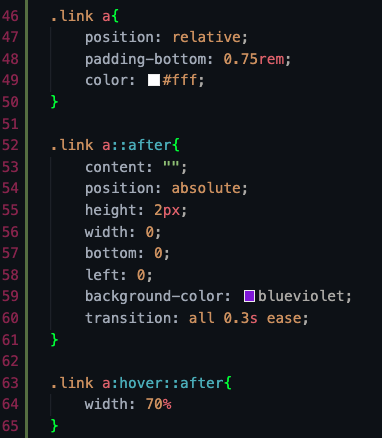 46 .link a{
47 position: relative;
48 padding-bottom: 0.75rem;
49 color: #fff;
50 }
51
52 .link a::after{
53 content: "";
54 position: absolute;
55 height: 2px;
56 width: 0;
57 bottom: 0;
58 left: 0;
59 background-color: blueviolet;
60 transition: all 0.3s ease;
61 }
62
63 .link a:hover::after{
64 width: 70%
65 }